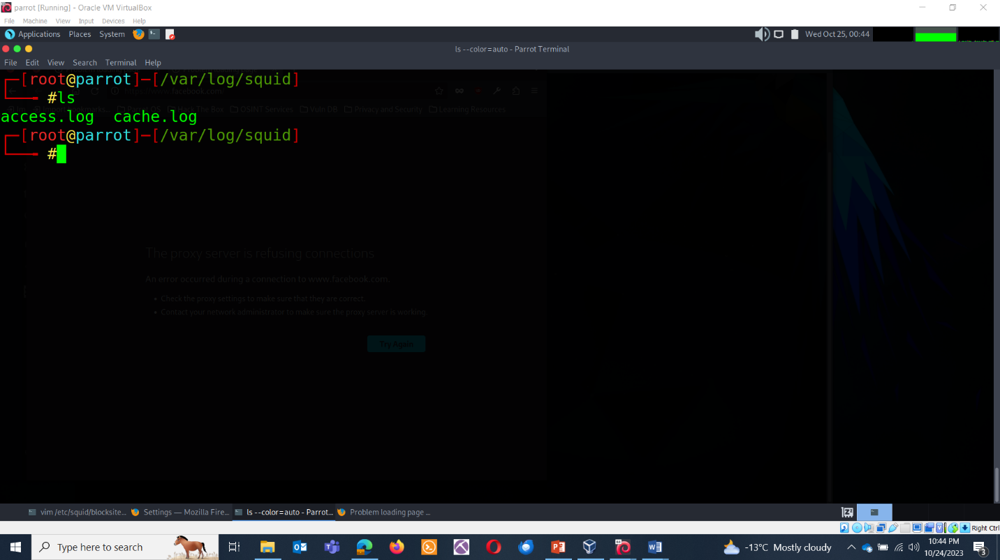 parrot [Running] - Oracle VM VirtualBox
File Machine View Input Devices Help
Applications Places System Wed Oct 25, 00:44
ls --color=auto - Parrot Terminal
File Edit View Search Terminal Help
┌─[root@parrot]─[/var/log/squid]
└──╼ #ls
access.log cache.log
┌─[root@parrot]─[/var/log/squid]
└──╼ #
www.facebook.com
The Box OSINT Services Vuln DB Privacy and Security Learning Resources
The proxy server is refusing connections
An error occurred during a connection to www.facebook.com.
• Check the proxy settings to make sure that they are correct.
• Contact your network administrator to make sure the proxy server is working.
Try Again
vim /etc/squid/blocksite... Settings — Mozilla Fire... ls --color=auto - Parrot... Problem loading page ...
Right Ctrl
Type here to search -13°C Mostly cloudy 10:44 PM
10/24/2023 3